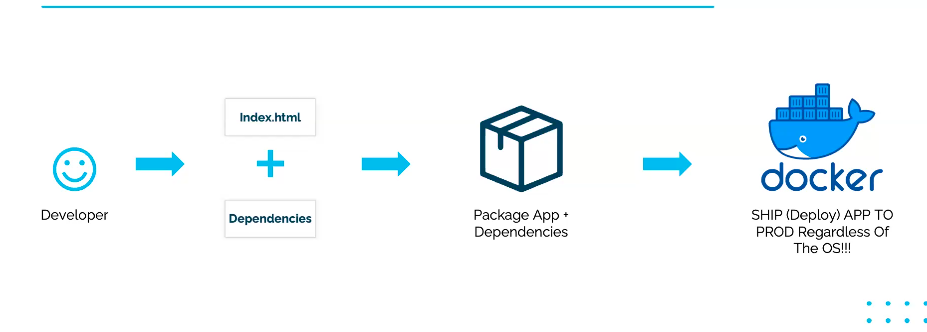 Index.html
Dependencies
Developer
Package App +
Dependencies
docker
SHIP (Deploy) APP TO
PROD Regardless Of
The OS!!!